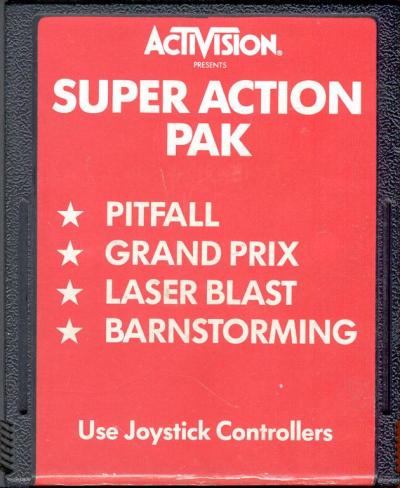 ACTIVISION®
PRESENTS
SUPER ACTION
PAK
★ PITFALL
★ GRAND PRIX
★ LASER BLAST
★ BARNSTORMING
Use Joystick Controllers